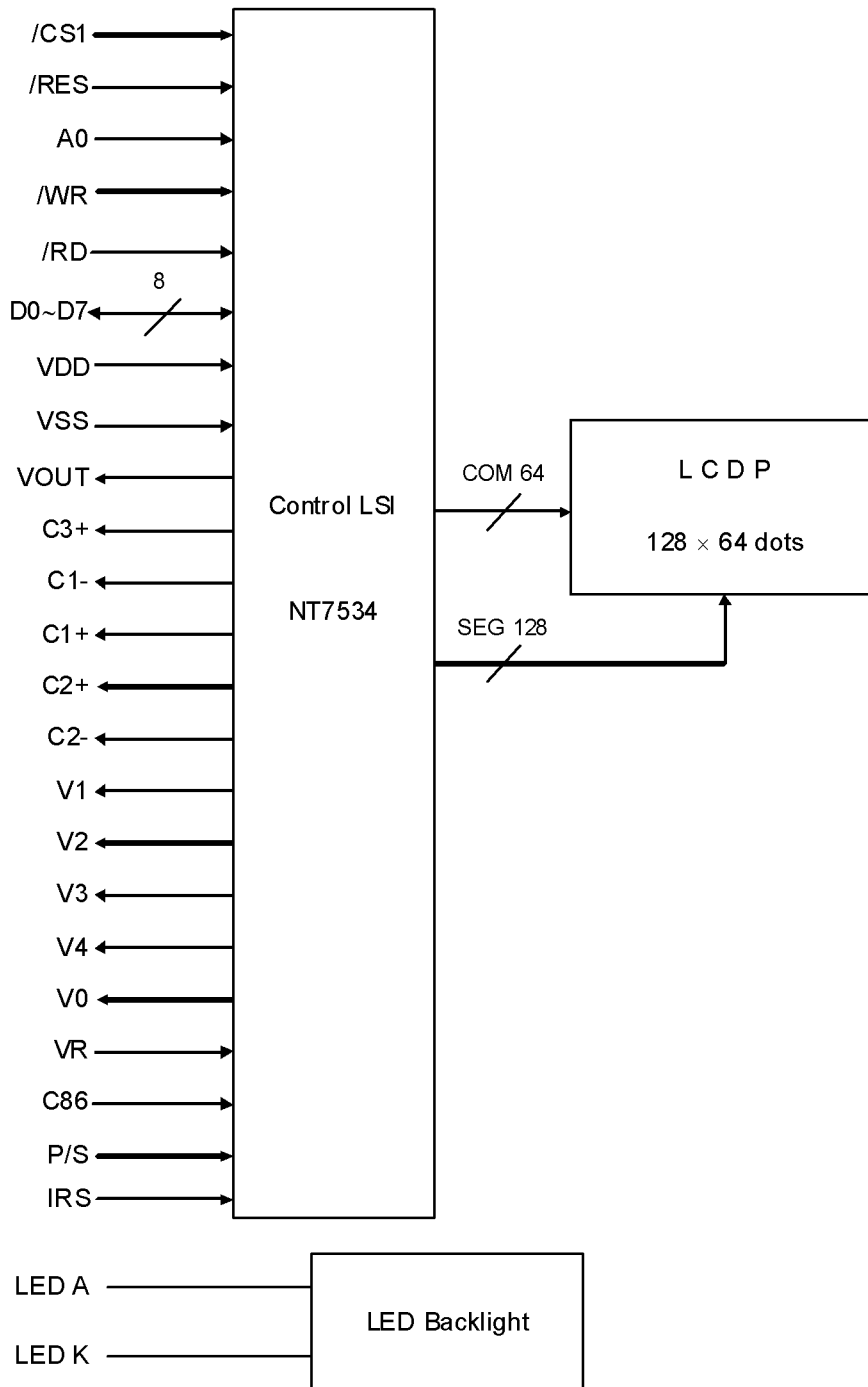 /CS1
/RES
A0
/WR
/RD
8
D0~D7
VDD
VSS
VOUT
C3+
C1-
C1+
C2+
C2-
V1
V2
V3
V4
V0
VR
C86
P/S
IRS
Control LSI
NT7534
COM 64
SEG 128
L C D P
128 × 64 dots
LED A
LED K
LED Backlight